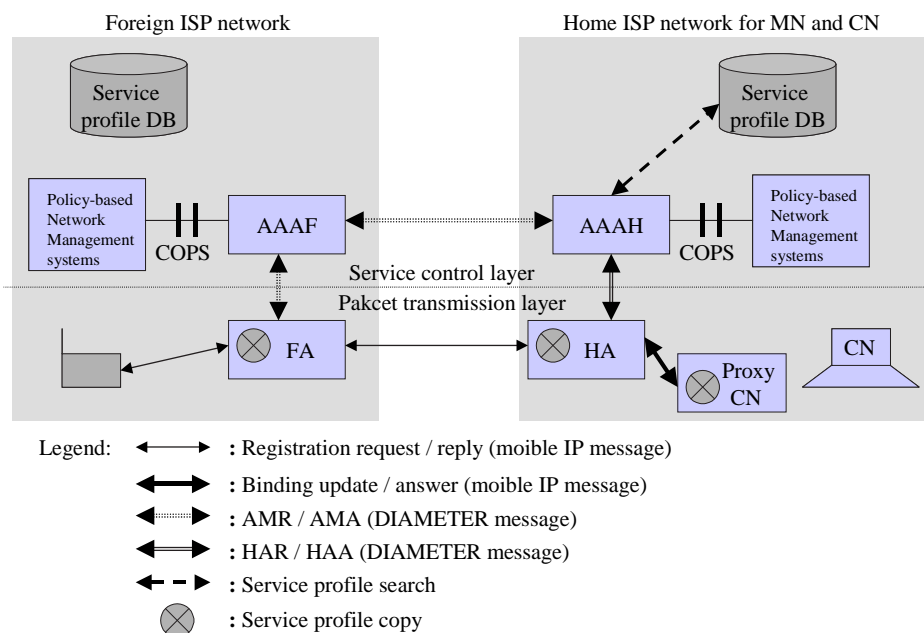 Foreign ISP network
Home ISP network for MN and CN
Service
profile DB
Service
profile DB
Policy-based
Network
Management
systems
COPS
AAAF
AAAH
COPS
Policy-based
Network
Management
systems
Service control layer
Pakcet transmission layer
FA
HA
Proxy
CN
CN
Legend:
: Registration request / reply (moible IP message)
: Binding update / answer (moible IP message)
: AMR / AMA (DIAMETER message)
: HAR / HAA (DIAMETER message)
: Service profile search
: Service profile copy